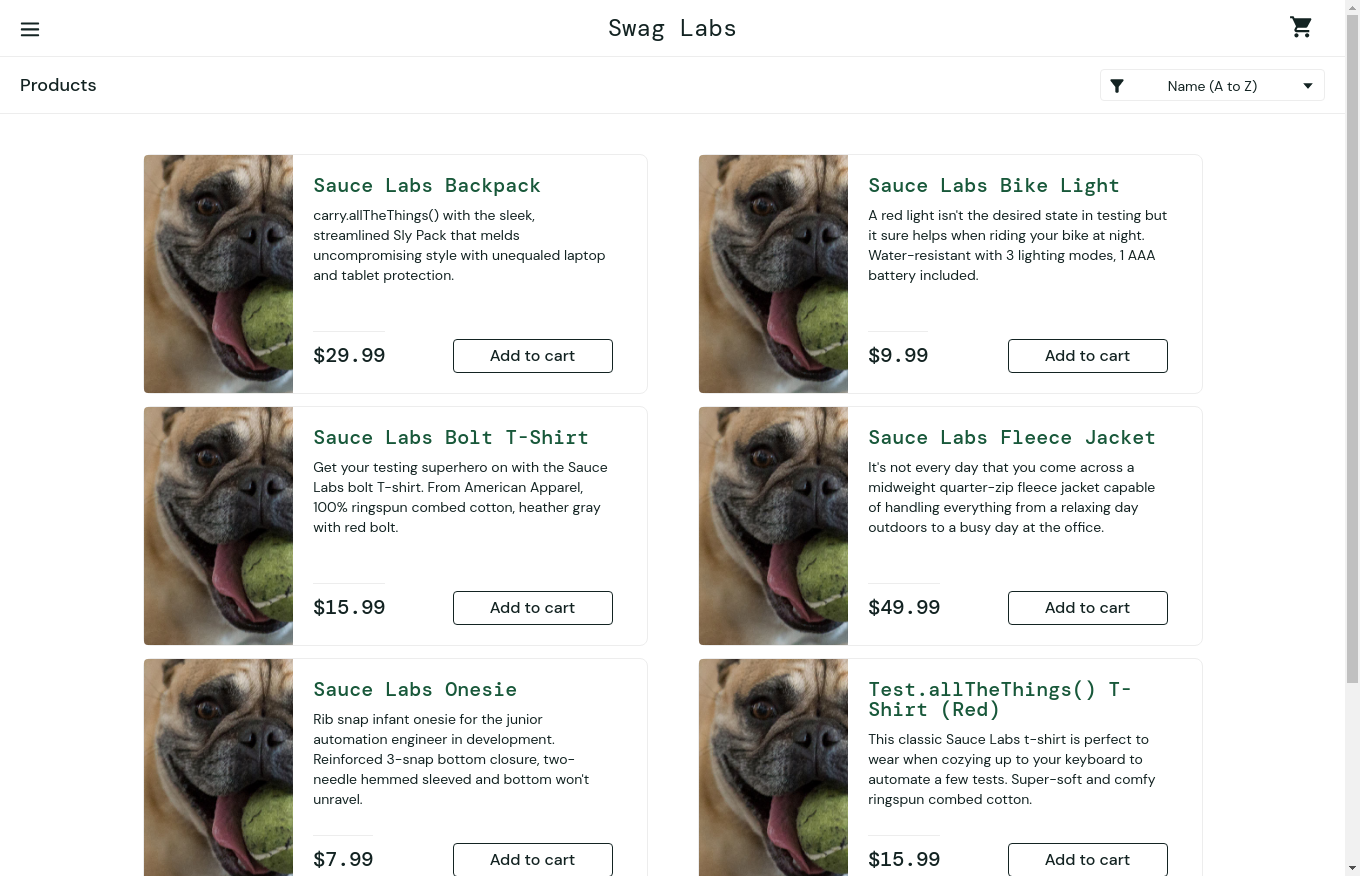 Swag Labs
Products
Name (A to Z)
Sauce Labs Backpack
carry.allTheThings() with the sleek,
streamlined Sly Pack that melds
uncompromising style with unequaled laptop
and tablet protection.
$29.99
Add to cart
Sauce Labs Bike Light
A red light isn't the desired state in testing but
it sure helps when riding your bike at night.
Water-resistant with 3 lighting modes, 1 AAA
battery included.
$9.99
Add to cart
Sauce Labs Bolt T-Shirt
Get your testing superhero on with the Sauce
Labs bolt T-shirt. From American Apparel,
100% ringspun combed cotton, heather gray
with red bolt.
$15.99
Add to cart
Sauce Labs Fleece Jacket
It's not every day that you come across a
midweight quarter-zip fleece jacket capable
of handling everything from a relaxing day
outdoors to a busy day at the office.
$49.99
Add to cart
Sauce Labs Onesie
Rib snap infant onesie for the junior
automation engineer in development.
Reinforced 3-snap bottom closure, two-
needle hemmed sleeved and bottom won't
unravel.
$7.99
Add to cart
Test.allTheThings() T-
Shirt (Red)
This classic Sauce Labs t-shirt is perfect to
wear when cozying up to your keyboard to
automate a few tests. Super-soft and comfy
ringspun combed cotton.
$15.99
Add to cart